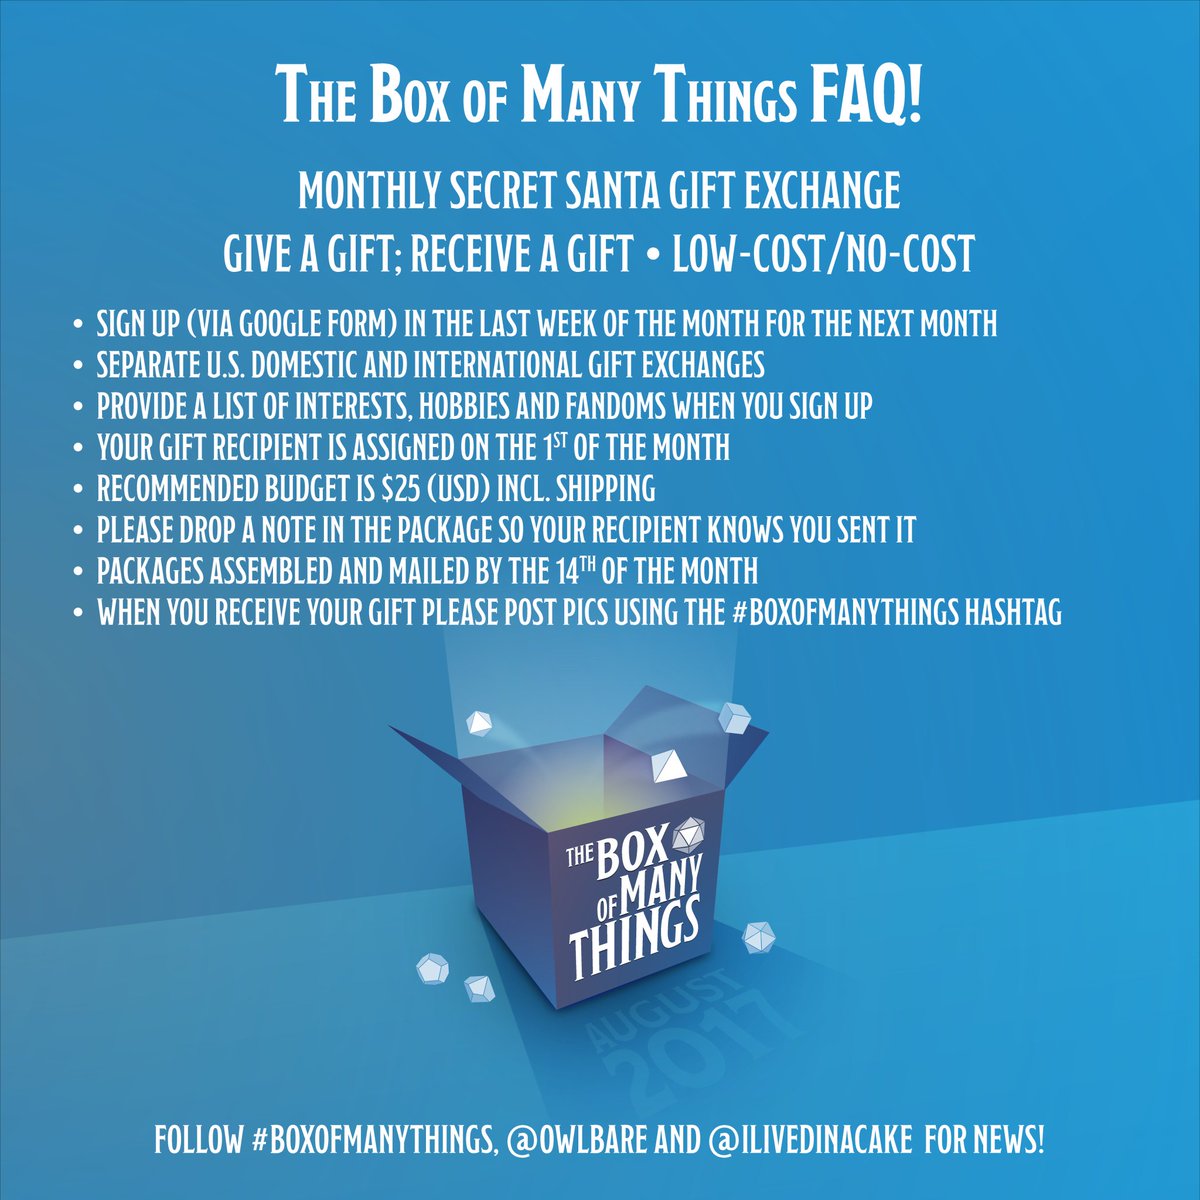 The Box of Many Things FAQ!
MONTHLY SECRET SANTA GIFT EXCHANGE
GIVE A GIFT; RECEIVE A GIFT • LOW-COST/NO-COST
• SIGN UP (VIA GOOGLE FORM) IN THE LAST WEEK OF THE MONTH FOR THE NEXT MONTH
• SEPARATE U.S. DOMESTIC AND INTERNATIONAL GIFT EXCHANGES
• PROVIDE A LIST OF INTERESTS, HOBBIES AND FANDOMS WHEN YOU SIGN UP
• YOUR GIFT RECIPIENT IS ASSIGNED ON THE 1ST OF THE MONTH
• RECOMMENDED BUDGET IS $25 (USD) INCL. SHIPPING
• PLEASE DROP A NOTE IN THE PACKAGE SO YOUR RECIPIENT KNOWS YOU SENT IT
• PACKAGES ASSEMBLED AND MAILED BY THE 14TH OF THE MONTH
• WHEN YOU RECEIVE YOUR GIFT PLEASE POST PICS USING THE #BOXOFMANYTHINGS HASHTAG
THE BOX
OF MANY
THINGS
AUGUST
2017
FOLLOW #BOXOFMANYTHINGS, @OWLBARE AND @ILIVEDINACAKE FOR NEWS!